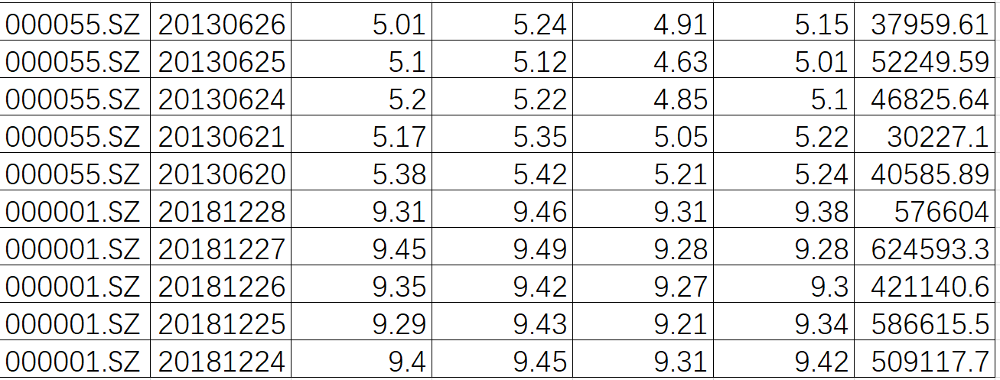 000055.SZ 20130626 5.01 5.24 4.91 5.15 37959.61
000055.SZ 20130625 5.1 5.12 4.63 5.01 52249.59
000055.SZ 20130624 5.2 5.22 4.85 5.1 46825.64
000055.SZ 20130621 5.17 5.35 5.05 5.22 30227.1
000055.SZ 20130620 5.38 5.42 5.21 5.24 40585.89
000001.SZ 20181228 9.31 9.46 9.31 9.38 576604
000001.SZ 20181227 9.45 9.49 9.28 9.28 624593.3
000001.SZ 20181226 9.35 9.42 9.27 9.3 421140.6
000001.SZ 20181225 9.29 9.43 9.21 9.34 586615.5
000001.SZ 20181224 9.4 9.45 9.31 9.42 509117.7